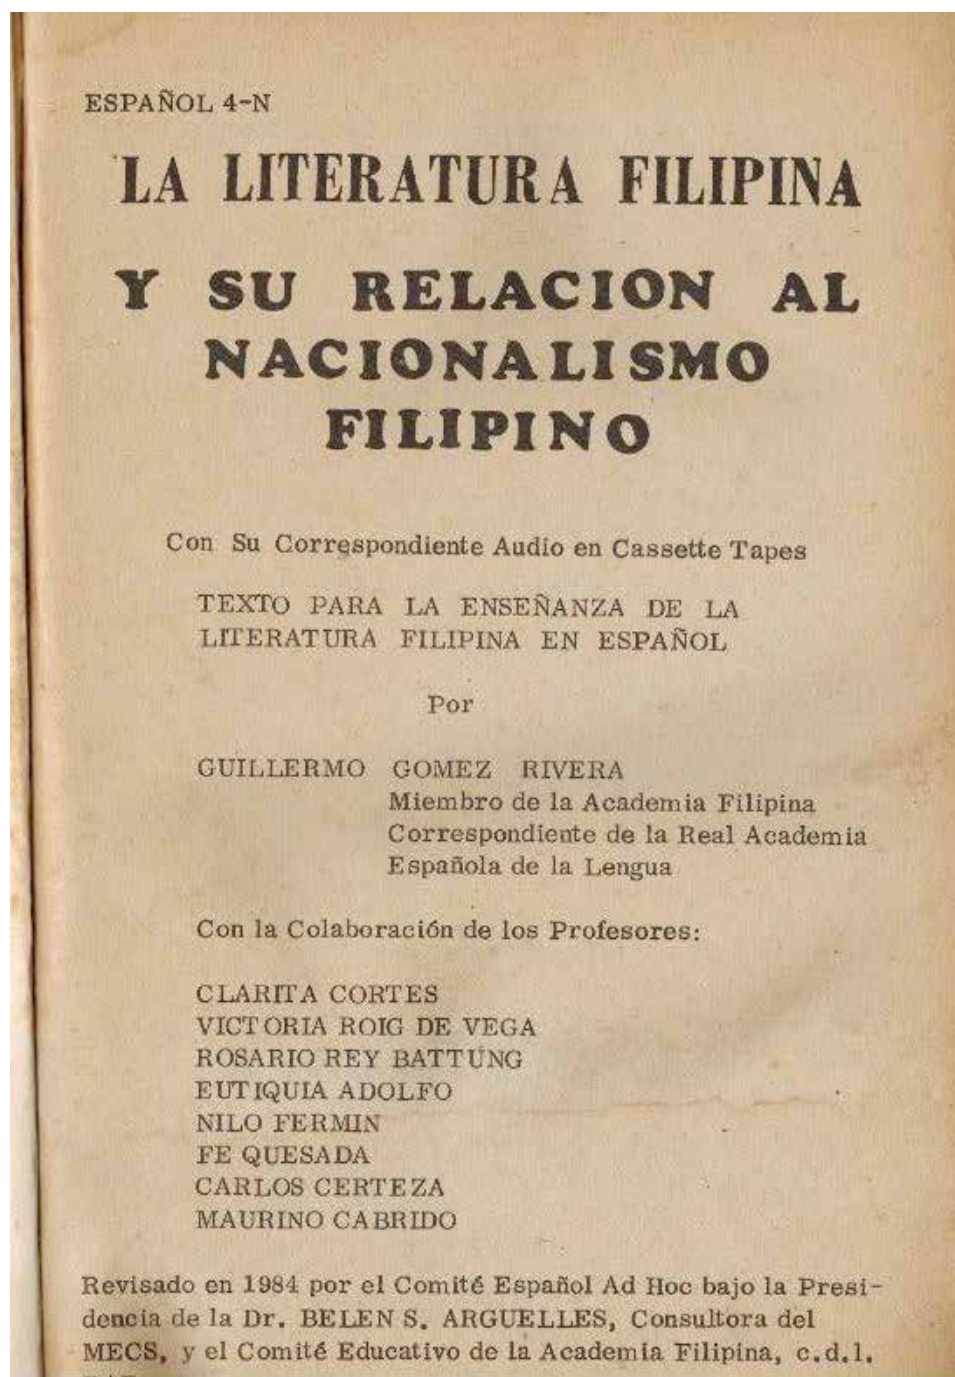 ESPAÑOL 4-N
LA LITERATURA FILIPINA
Y SU RELACION AL
NACIONALISMO
FILIPINO
Con Su Correspondiente Audio en Cassette Tapes
TEXTO PARA LA ENSEÑANZA DE LA
LITERATURA FILIPINA EN ESPAÑOL
Por
GUILLERMO GOMEZ RIVERA
Miembro de la Academia Filipina
Correspondiente de la Real Academia
Española de la Lengua
Con la Colaboración de los Profesores:
CLARITA CORTES
VICTORIA ROIG DE VEGA
ROSARIO REY BATTUNG
EUTIQUIA ADOLFO
NILO FERMIN
FE QUESADA
CARLOS CERTEZA
MAURINO CABRIDO
Revisado en 1984 por el Comité Español Ad Hoc bajo la Presi-
dencia de la Dr. BELEN S. ARGUELLES, Consultora del
MECS, y el Comité Educativo de la Academia Filipina, c.d.l.